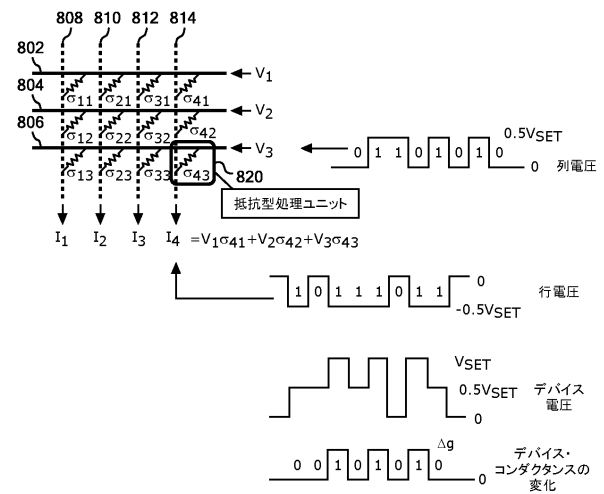 808 810 812 814
802
V1
σ11 σ21 σ31 σ41
804
V2
σ12 σ22 σ32 σ42
806
V3
σ13 σ23 σ33 σ43
820
抵抗型処理ユニット
I1 I2 I3 I4 =V1σ41+V2σ42+V3σ43
0 1 1 0 1 0 1 0
0.5VSET
0
列電圧
1 0 1 1 1 0 1 1
0
-0.5VSET
行電圧
VSET
0.5VSET
0
デバイス
電圧
0 0 1 0 1 0 1 0
Δg
0
デバイス・
コンダクタンスの
変化